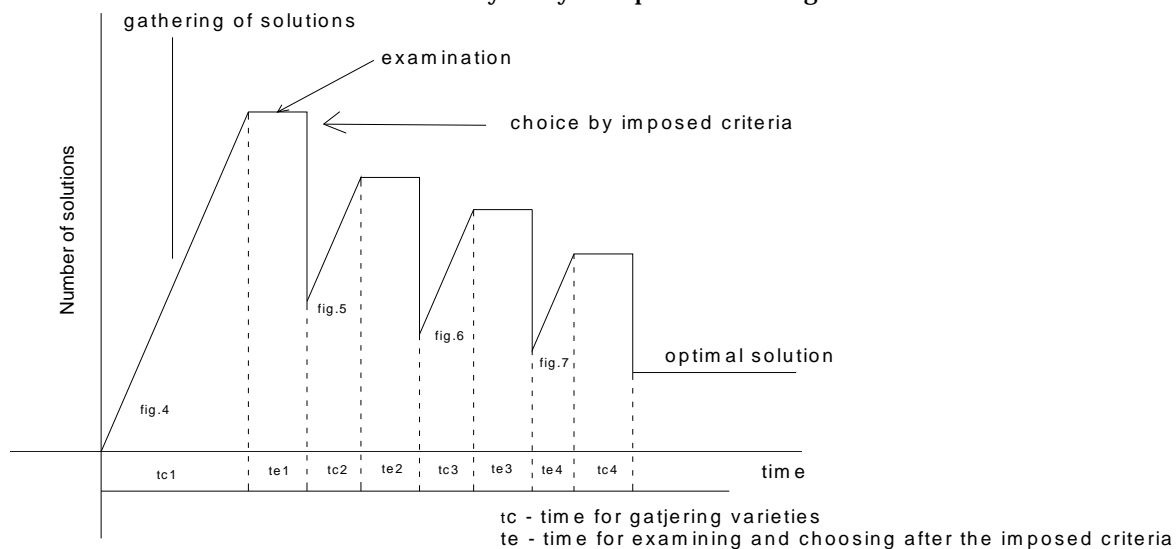 gathering of solutions
examination
choice by imposed criteria
Number of solutions
fig.5
fig.6
fig.7
optimal solution
fig.4
tc1
te1
tc2
te2
tc3
te3
te4
tc4
time
tc - time for gatjering varieties
te - time for examining and choosing after the imposed criteria